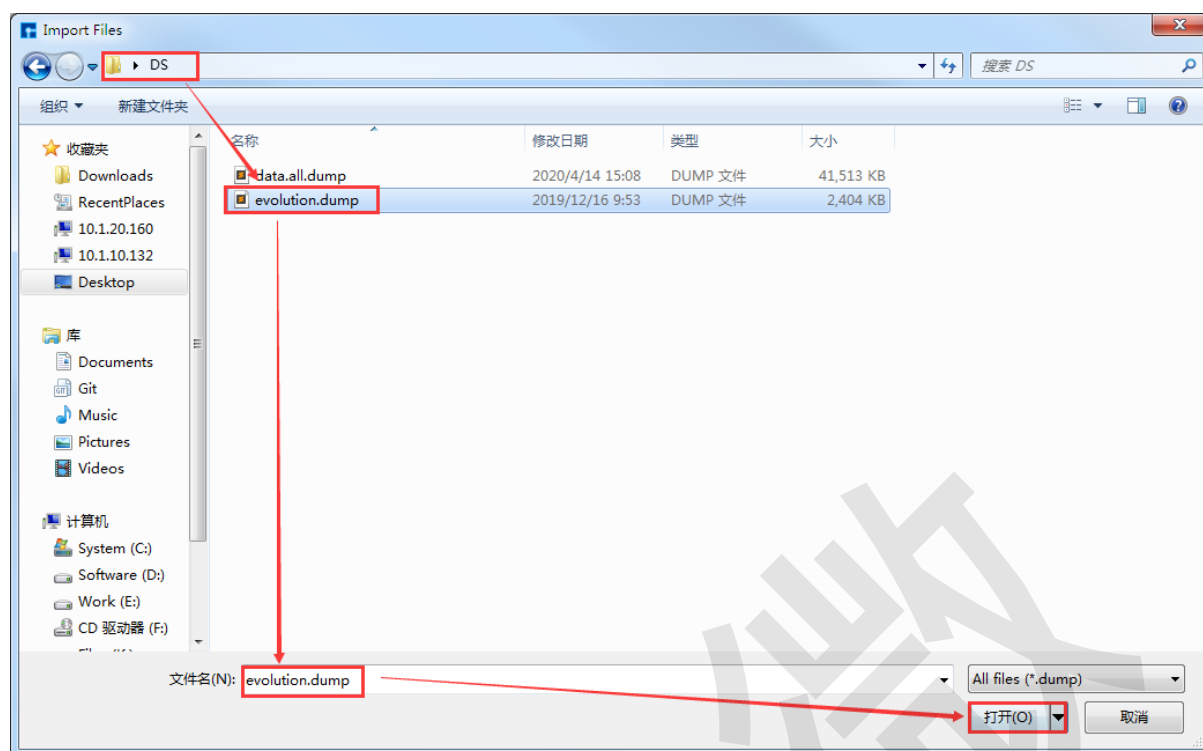 Import Files
DS
搜索 DS
组织
新建文件夹
名称
修改日期
类型
大小
data.all.dump
2020/4/14 15:08
DUMP 文件
41,513 KB
evolution.dump
2019/12/16 9:53
DUMP 文件
2,404 KB
收藏夹
Downloads
RecentPlaces
10.1.20.160
10.1.10.132
Desktop
库
Documents
Git
Music
Pictures
Videos
计算机
System (C:)
Software (D:)
Work (E:)
CD 驱动器 (F:)
文件名(N):
evolution.dump
All files (*.dump)
打开(O)
取消